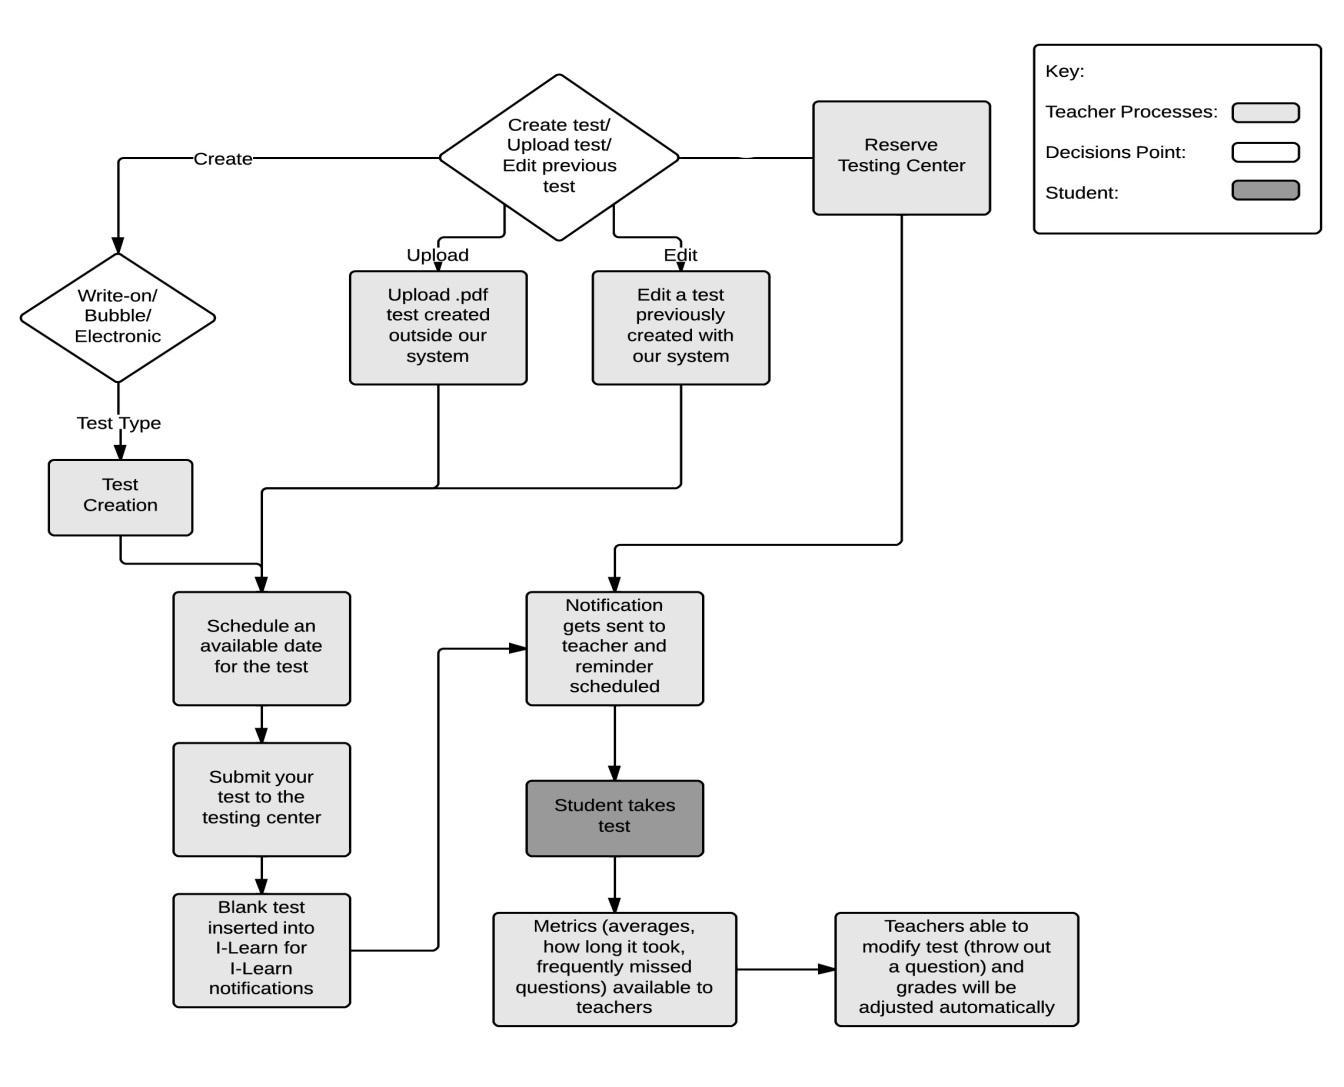 Key:
Teacher Processes:
Decisions Point:
Student:
Create test/
Upload test/
Edit previous
test
Reserve
Testing Center
Create
Upload
Edit
Write-on/
Bubble/
Electronic
Upload .pdf
test created
outside our
system
Edit a test
previously
created with
our system
Test Type
Test
Creation
Schedule an
available date
for the test
Notification
gets sent to
teacher and
reminder
scheduled
Submit your
test to the
testing center
Student takes
test
Blank test
inserted into
I-Learn for
I-Learn
notifications
Metrics (averages,
how long it took,
frequently missed
questions) available to
teachers
Teachers able to
modify test (throw out
a question) and
grades will be
adjusted automatically